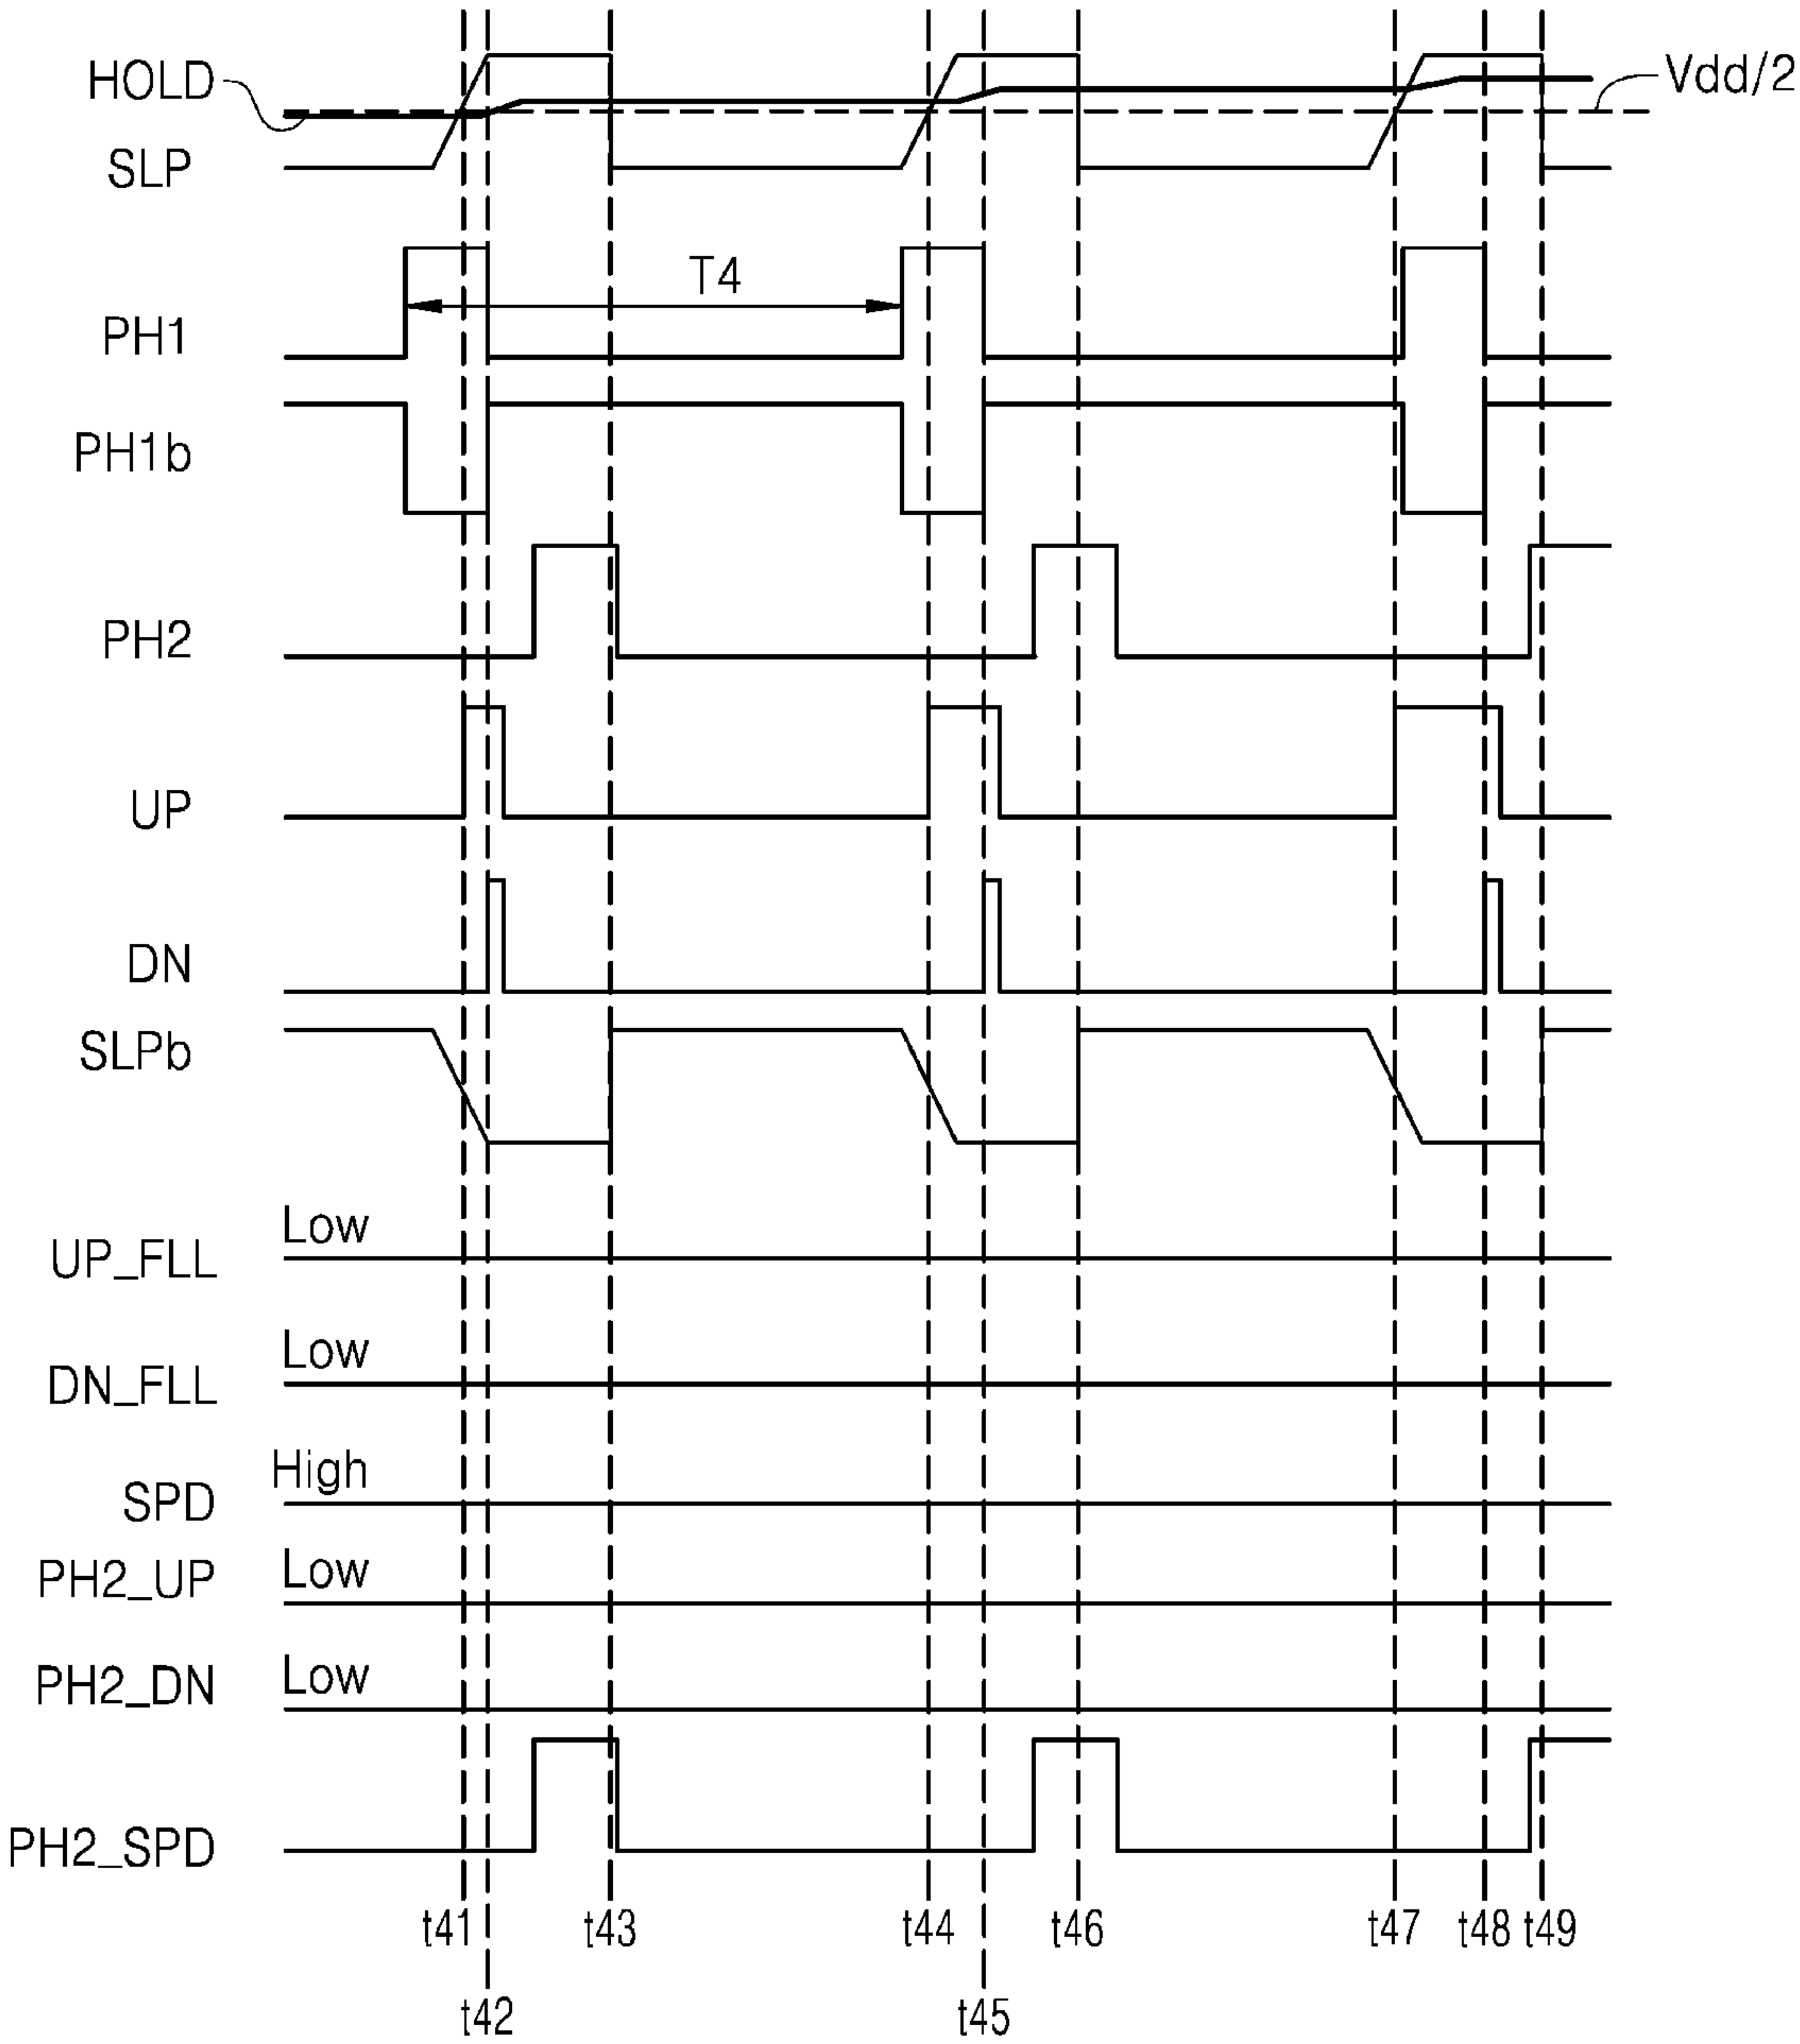 HOLD
Vdd/2
SLP
T4
PH1
PH1b
PH2
UP
DN
SLPb
Low
UP_FLL
Low
DN_FLL
High
SPD
Low
PH2_UP
Low
PH2_DN
PH2_SPD
t41 t43 t44 t46 t47 t48 t49
t42 t45